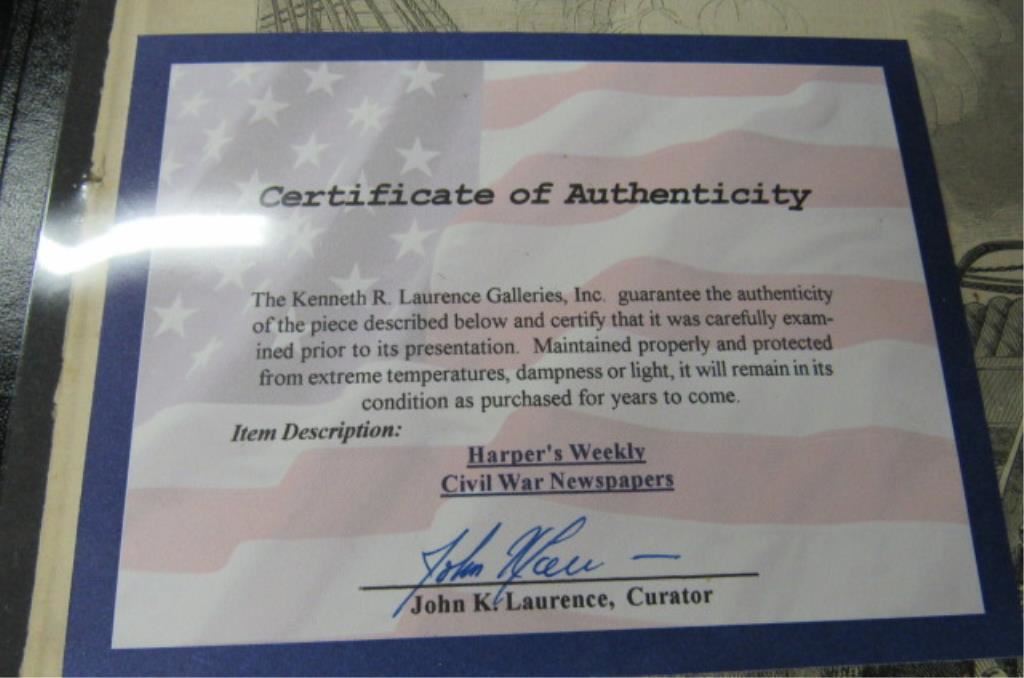 Certificate of Authenticity
The Kenneth R. Laurence Galleries, Inc. guarantee the authenticity
of the piece described below and certify that it was carefully exam-
ined prior to its presentation. Maintained properly and protected
from extreme temperatures, dampness or light, it will remain in its
condition as purchased for years to come.
Item Description:
Harper's Weekly
Civil War Newspapers
John K. Laurence, Curator